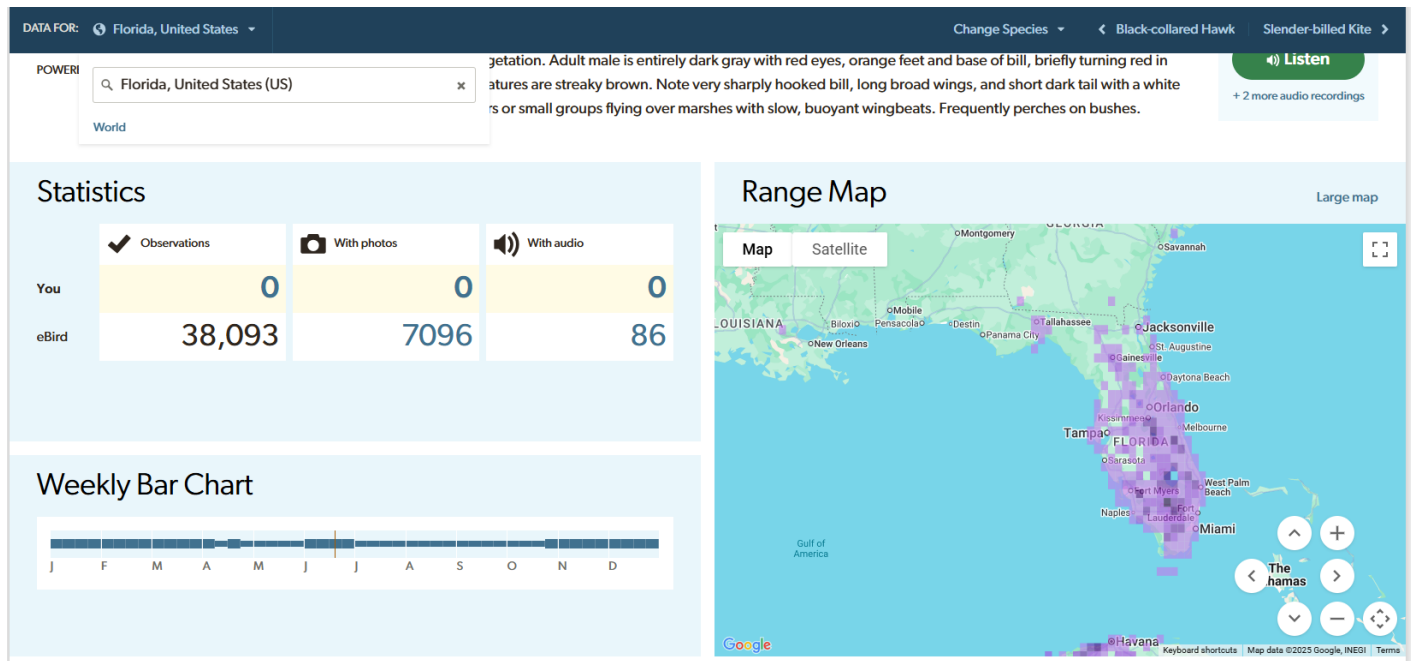 DATA FOR: Florida, United States Change Species Black-collared Hawk Slender-billed Kite
getation. Adult male is entirely dark gray with red eyes, orange feet and base of bill, briefly turning red in
atures are streaky brown. Note very sharply hooked bill, long broad wings, and short dark tail with a white
rs or small groups flying over marshes with slow, buoyant wingbeats. Frequently perches on bushes.
POWERE
Florida, United States (US) ×
World
Listen
+ 2 more audio recordings
Statistics
Observations With photos With audio
You 0 0 0
eBird 38,093 7096 86
Weekly Bar Chart
J F M A M J J A S O N D
Range Map
Large map
Map Satellite
GEORGIA
Montgomery
Savannah
Mobile
LOUISIANA
Biloxi
Pensacola
Destin
Tallahassee
Jacksonville
Panama City
New Orleans
St. Augustine
Gainesville
Daytona Beach
Orlando
Kissimmee
Melbourne
Tampa
FLORIDA
Sarasota
Fort Myers
West Palm
Beach
Naples
Fort
Lauderdale
Miami
Gulf of
America
The
hamas
Havana
Google
Keyboard shortcuts Map data ©2025 Google, INEGI Terms